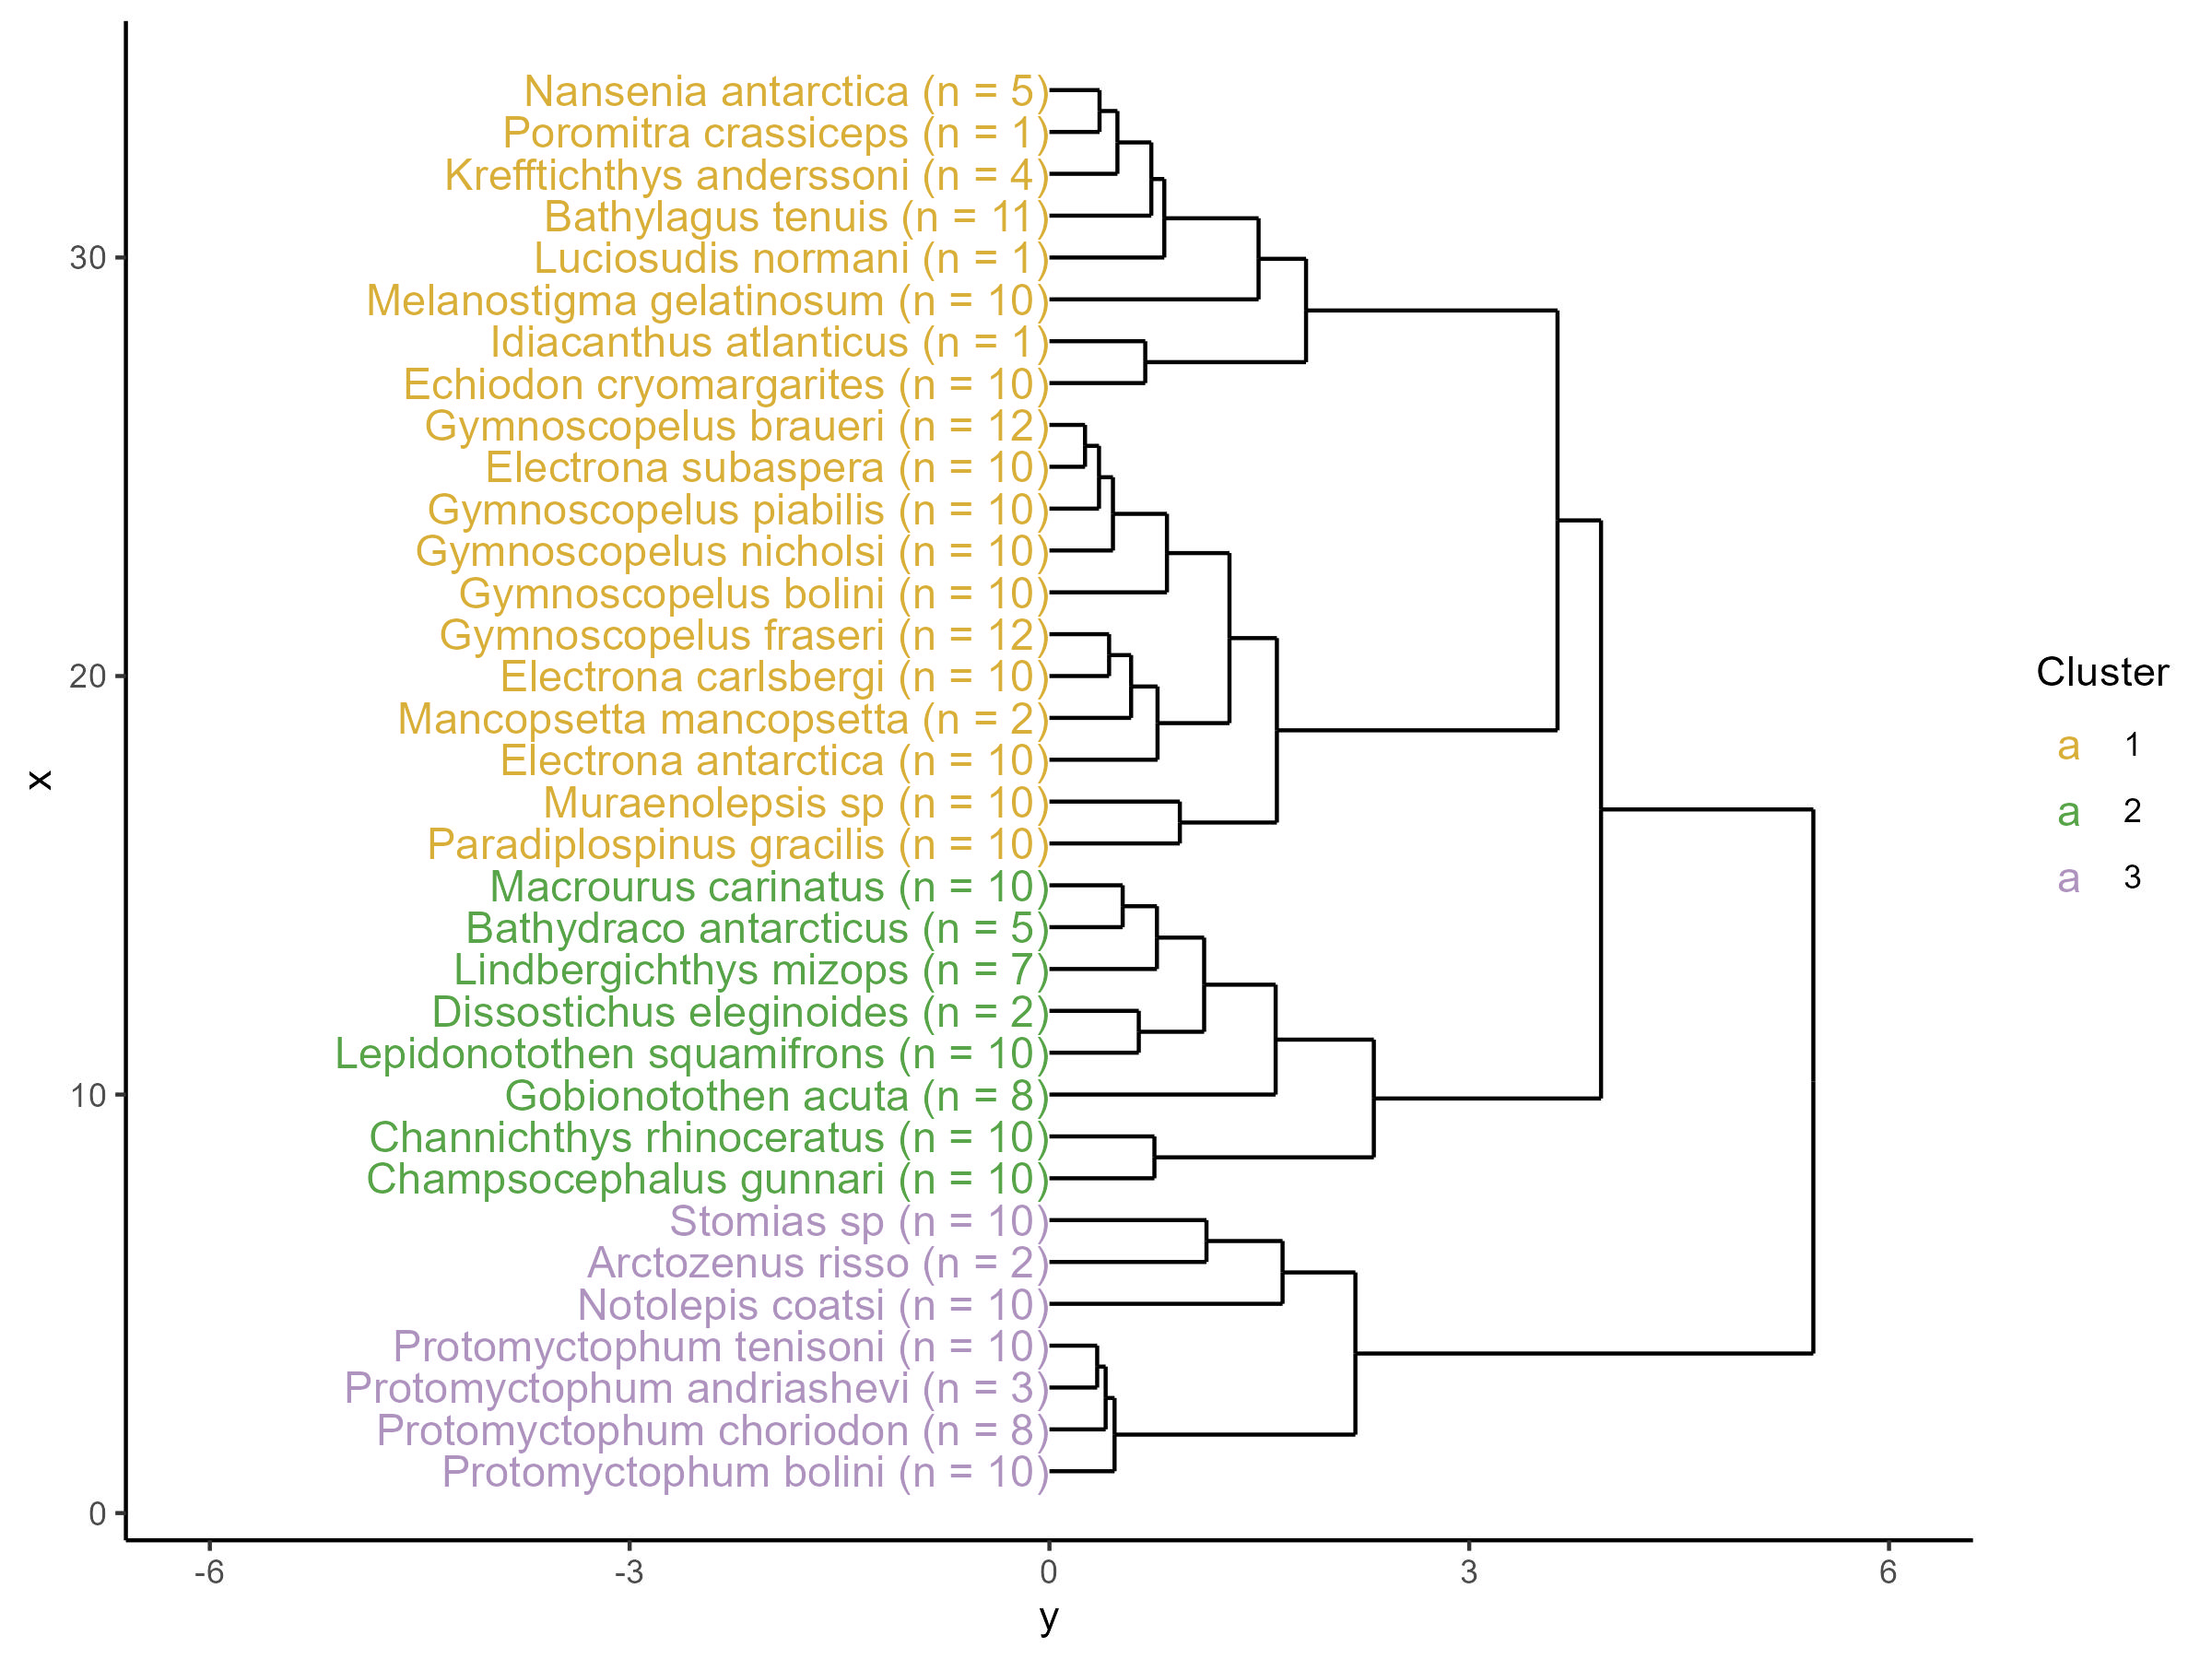 Nansenia antarctica (n = 5)
Poromitra crassiceps (n = 1)
Krefftichthys anderssoni (n = 4)
Bathylagus tenuis (n = 11)
30
Luciosudis normani (n = 1)
Melanostigma gelatinosum (n = 10)
Idiacanthus atlanticus (n = 1)
Echiodon cryomargarites (n = 10)
Gymnoscopelus braueri (n = 12)
Electrona subaspera (n = 10)
Gymnoscopelus piabilis (n = 10)
Gymnoscopelus nicholsi (n = 10)
Gymnoscopelus bolini (n = 10)
Gymnoscopelus fraseri (n = 12)
20
Electrona carlsbergi (n = 10)
Mancopsetta mancopsetta (n = 2)
Electrona antarctica (n = 10)
Muraenolepsis sp (n = 10)
Paradiplospinus gracilis (n = 10)
Macrourus carinatus (n = 10)
Bathydraco antarcticus (n = 5)
Lindbergichthys mizops (n = 7)
Dissostichus eleginoides (n = 2)
Lepidonotothen squamifrons (n = 10)
10
Gobionotothen acuta (n = 8)
Channichthys rhinoceratus (n = 10)
Champsocephalus gunnari (n = 10)
Stomias sp (n = 10)
Arctozenus risso (n = 2)
Notolepis coatsi (n = 10)
Protomyctophum tenisoni (n = 10)
Protomyctophum andriashevi (n = 3)
Protomyctophum choriodon (n = 8)
Protomyctophum bolini (n = 10)
0
x
-6 -3 0 3 6
y
Cluster
a 1
a 2
a 3